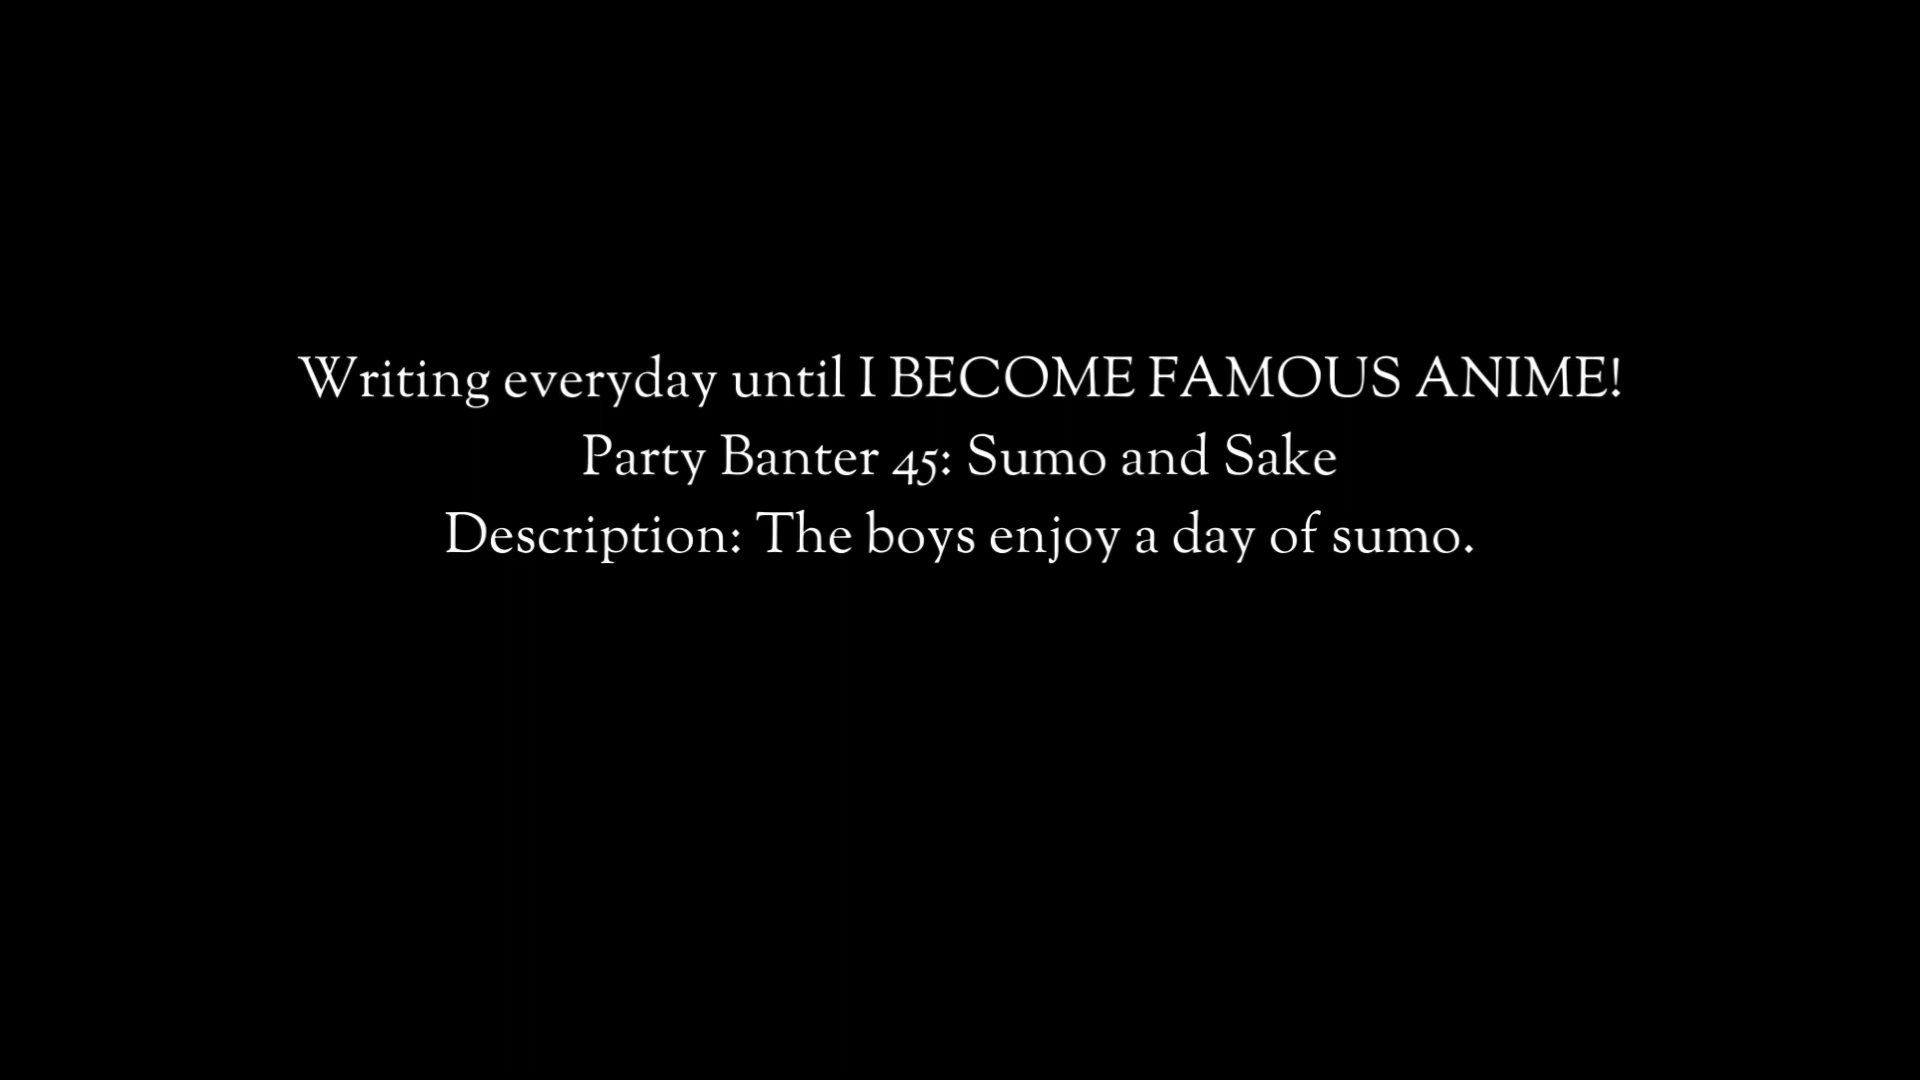 Writing everyday until I BECOME FAMOUS ANIME!
Party Banter 45: Sumo and Sake
Description: The boys enjoy a day of sumo.